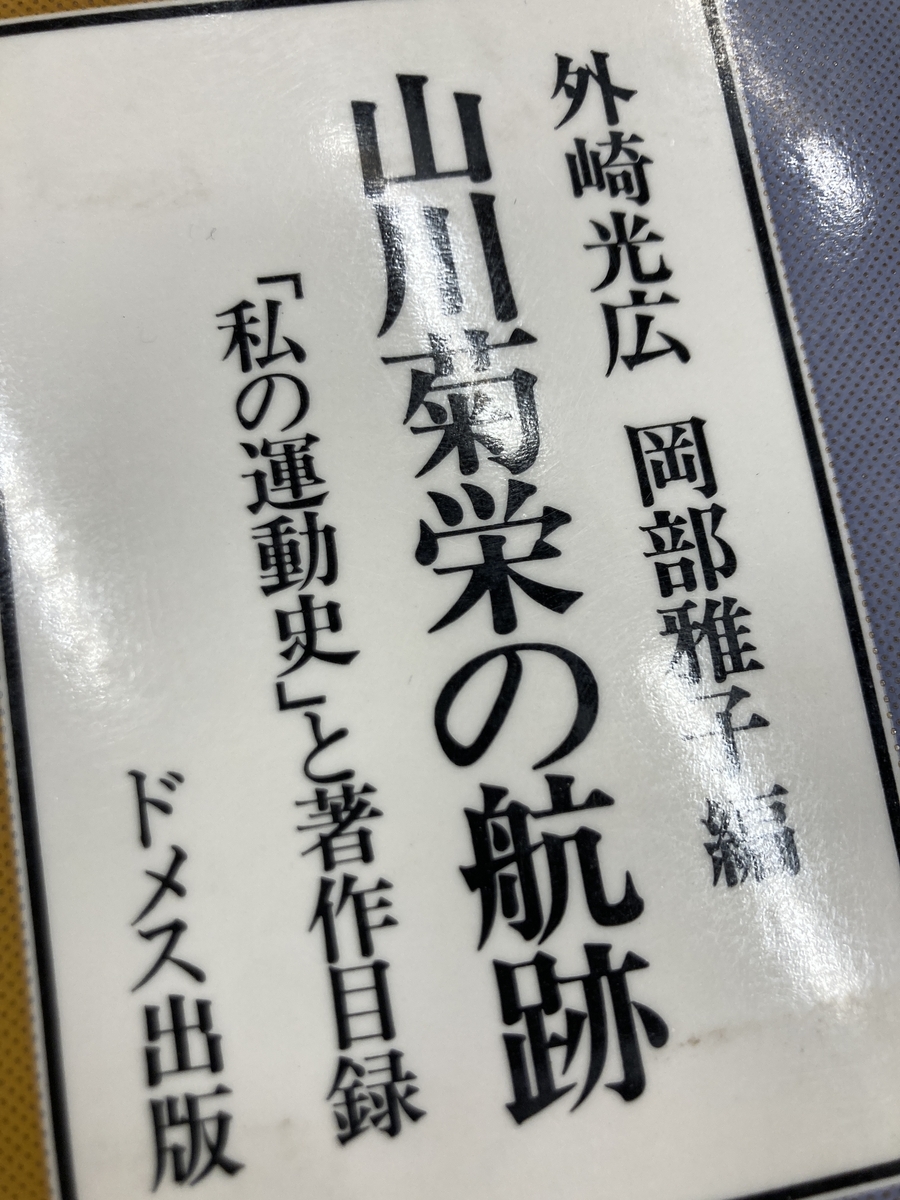 外崎光広 岡部雅子 編
山川菊栄の航跡
「私の運動史」と著作目録
ドメス出版